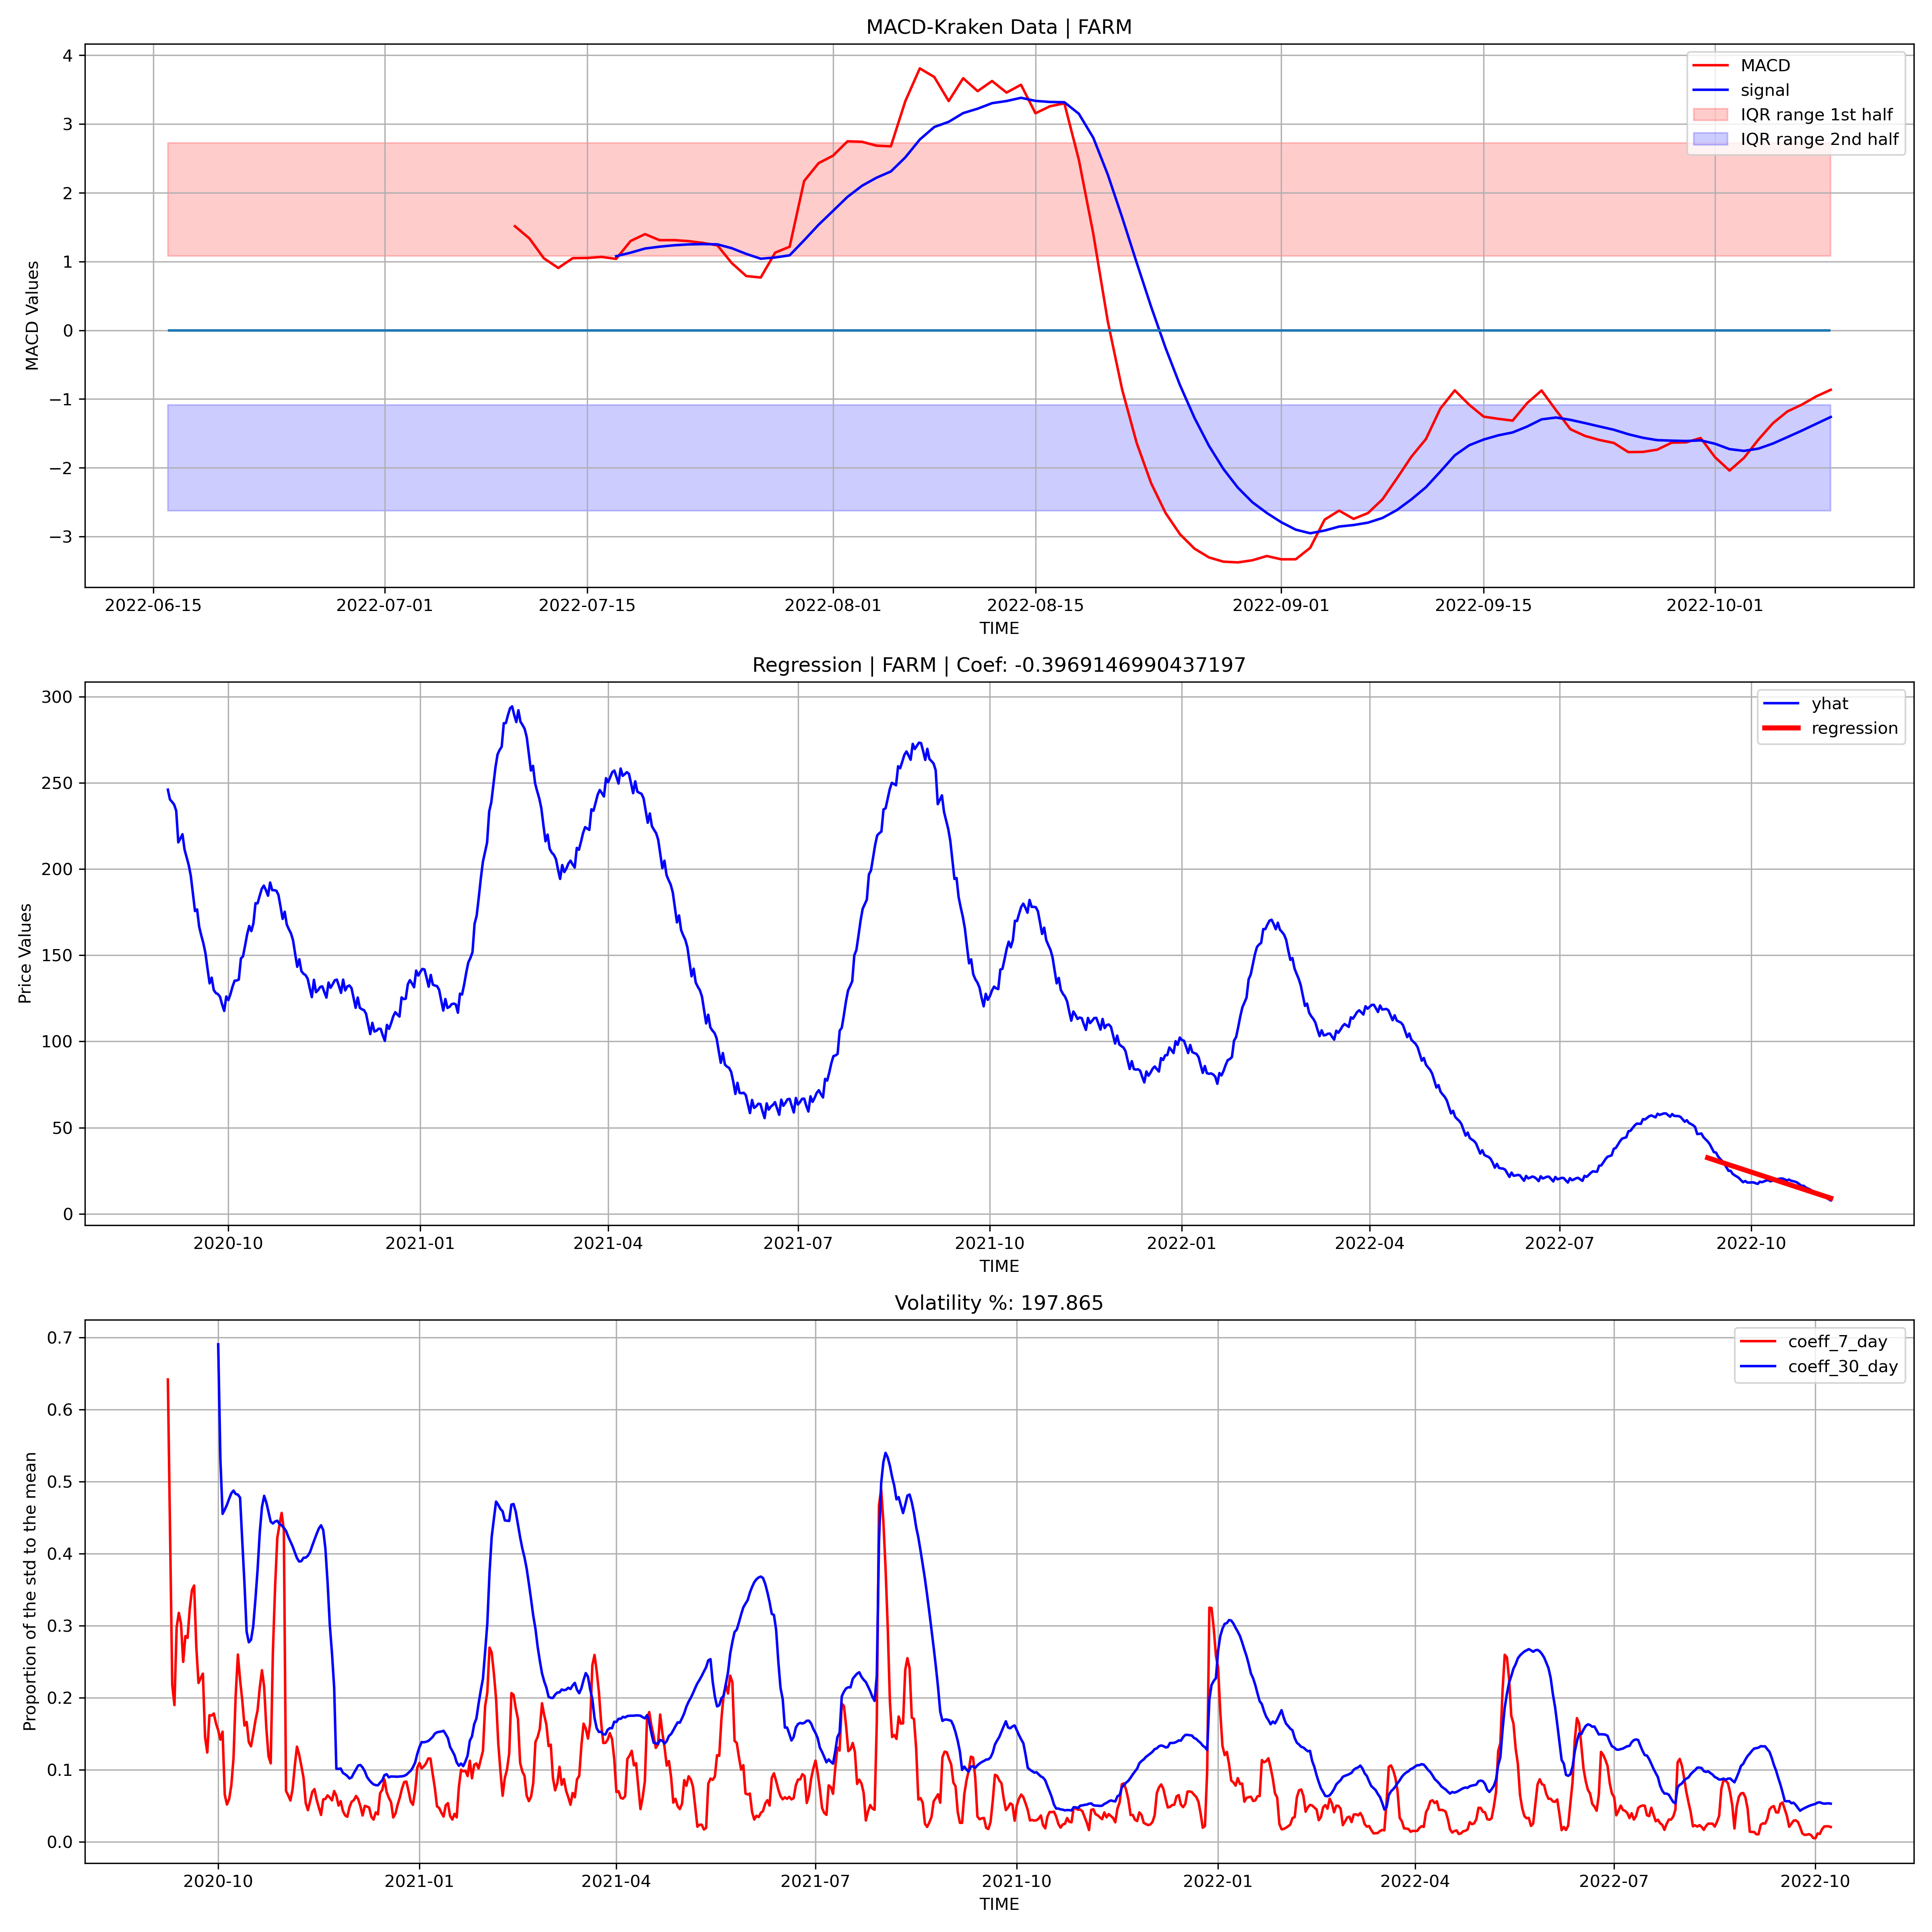 MACD-Kraken Data | FARM
MACD Values
4
3
2
1
0
−1
−2
−3
MACD
signal
IQR range 1st half
IQR range 2nd half
2022-06-15 2022-07-01 2022-07-15 2022-08-01 2022-08-15 2022-09-01 2022-09-15 2022-10-01
TIME
Regression | FARM | Coef: -0.3969146990437197
Price Values
300
250
200
150
100
50
0
yhat
regression
2020-10 2021-01 2021-04 2021-07 2021-10 2022-01 2022-04 2022-07 2022-10
TIME
Volatility %: 197.865
Proportion of the std to the mean
0.7
0.6
0.5
0.4
0.3
0.2
0.1
0.0
coeff_7_day
coeff_30_day
2020-10 2021-01 2021-04 2021-07 2021-10 2022-01 2022-04 2022-07 2022-10
TIME